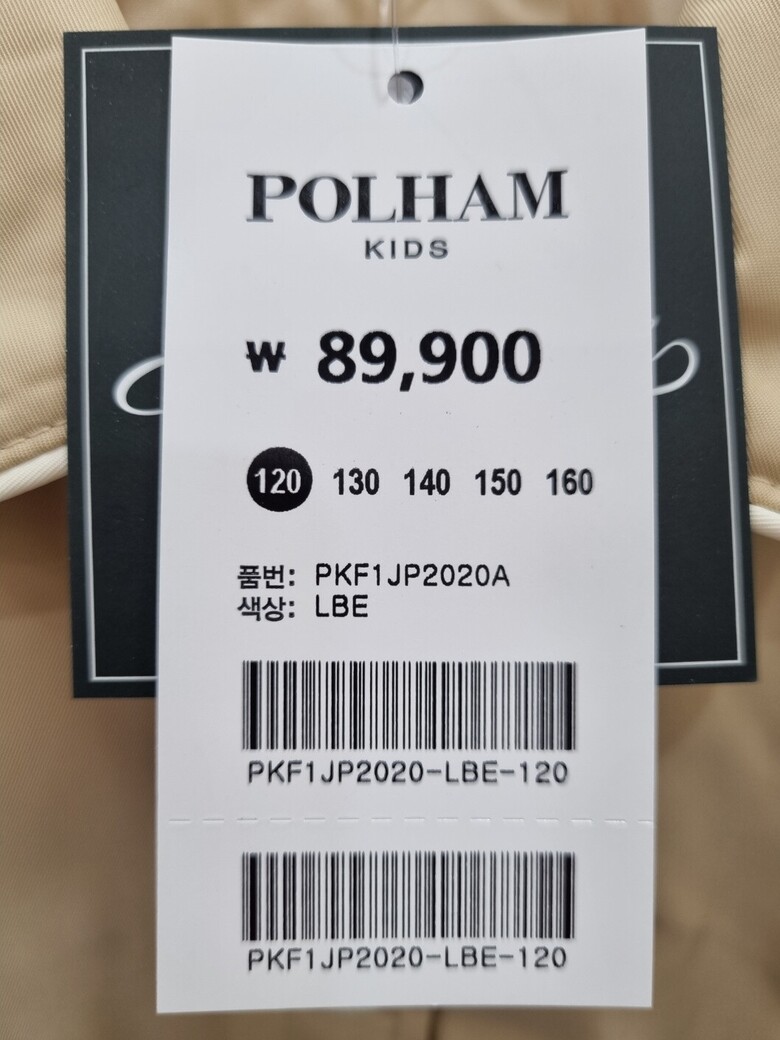 POLHAM
KIDS
₩ 89,900
120 130 140 150 160
품번: PKF1JP2020A
색상: LBE
PKF1JP2020-LBE-120
PKF1JP2020-LBE-120